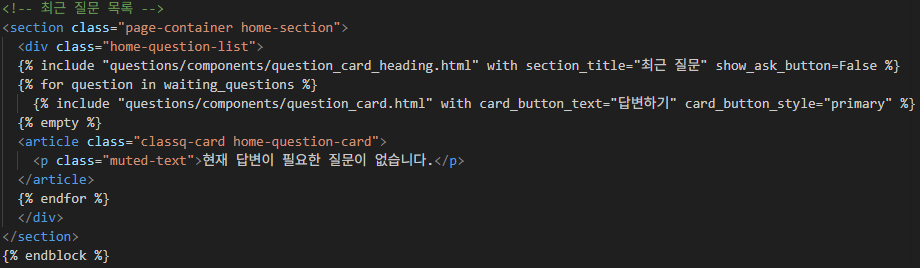 <!-- 최근 질문 목록 -->
<section class="page-container home-section">
  <div class="home-question-list">
  {% include "questions/components/question_card_heading.html" with section_title="최근 질문" show_ask_button=False %}
  {% for question in waiting_questions %}
    {% include "questions/components/question_card.html" with card_button_text="답변하기" card_button_style="primary" %}
  {% empty %}
  <article class="classq-card home-question-card">
    <p class="muted-text">현재 답변이 필요한 질문이 없습니다.</p>
  </article>
  {% endfor %}
  </div>
</section>
{% endblock %}